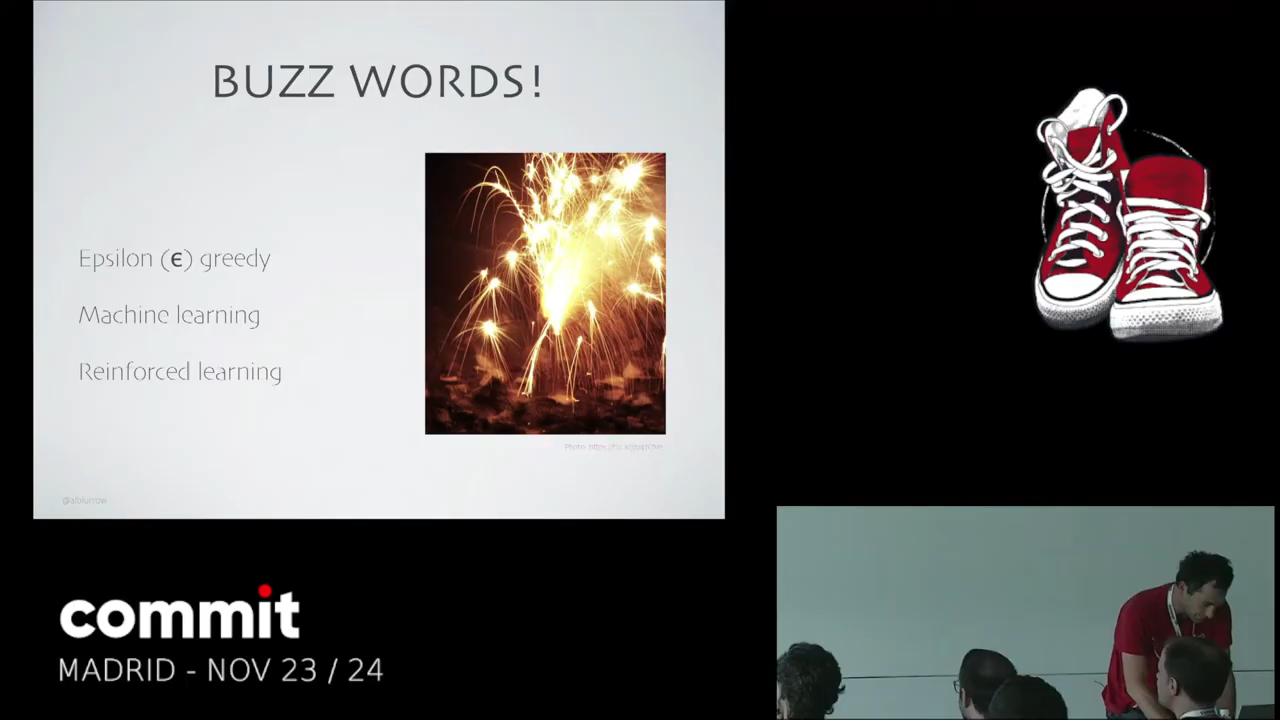 BUZZ WORDS!
Epsilon (ϵ) greedy
Machine learning
Reinforced learning
commit
MADRID - NOV 23 / 24